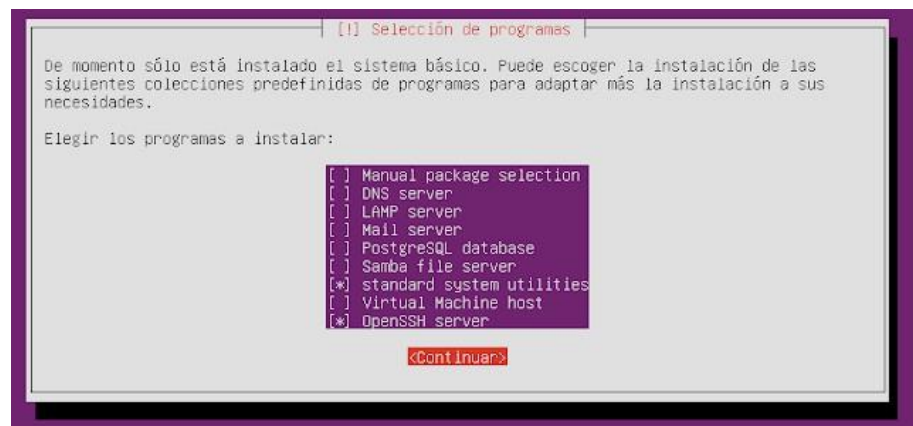 [!] Selección de programas
De momento sólo está instalado el sistema básico. Puede escoger la instalación de las
siguientes colecciones predefinidas de programas para adaptar más la instalación a sus
necesidades.
Elegir los programas a instalar:
[ ] Manual package selection
[ ] DNS server
[ ] LAMP server
[ ] Mail server
[ ] PostgreSQL database
[ ] Samba file server
[*] standard system utilities
[ ] Virtual Machine host
[*] OpenSSH server
<Continuar>